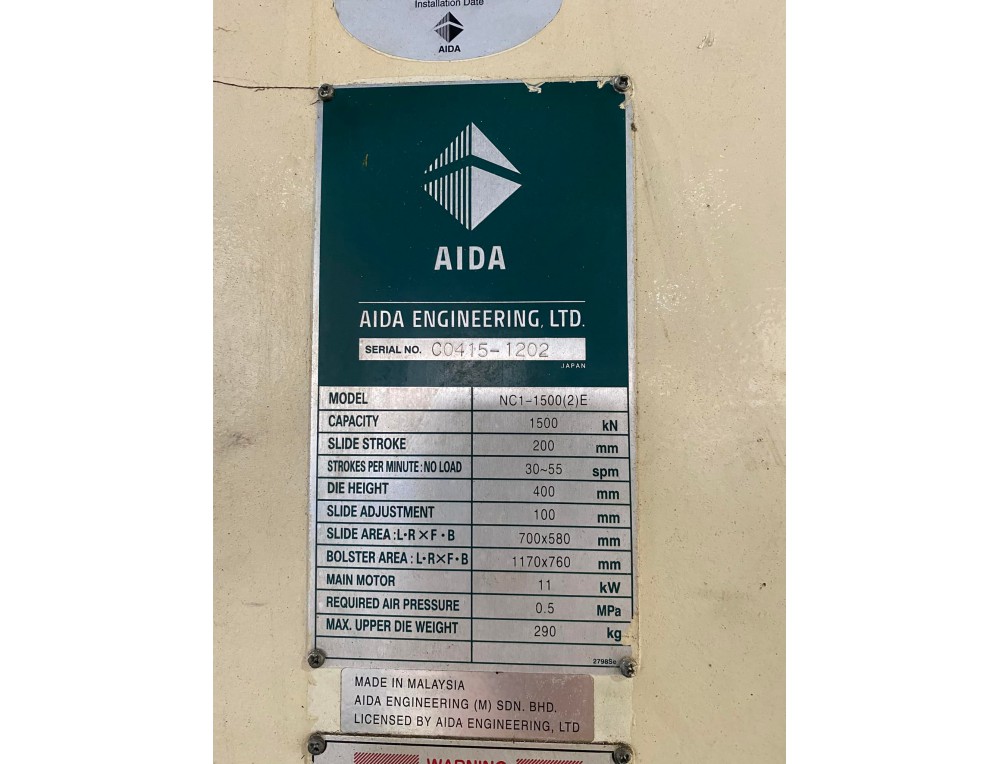 Installation Date
AIDA
AIDA
AIDA ENGINEERING, LTD.
SERIAL NO. C0415-1202
JAPAN
MODEL NC1-1500(2)E
CAPACITY 1500 kN
SLIDE STROKE 200 mm
STROKES PER MINUTE: NO LOAD 30~55 spm
DIE HEIGHT 400 mm
SLIDE ADJUSTMENT 100 mm
SLIDE AREA :L·R×F·B 700x580 mm
BOLSTER AREA : L·R×F·B 1170x760 mm
MAIN MOTOR 11 kW
REQUIRED AIR PRESSURE 0.5 MPa
MAX. UPPER DIE WEIGHT 290 kg
MADE IN MALAYSIA
AIDA ENGINEERING (M) SDN. BHD.
LICENSED BY AIDA ENGINEERING, LTD
WARNING